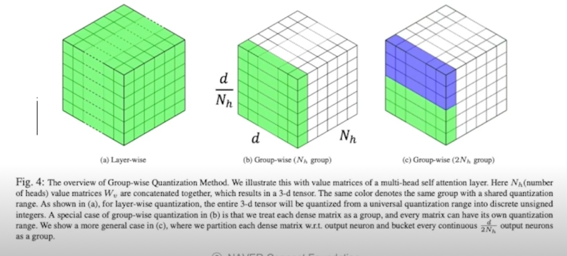 d
N_h
d
N_h
(a) Layer-wise
(b) Group-wise (N_h group)
(c) Group-wise (2N_h group)
Fig. 4: The overview of Group-wise Quantization Method. We illustrate this with value matrices of a multi-head self attention layer. Here N_h(number
of heads) value matrices W_v are concatenated together, which results in a 3-d tensor. The same color denotes the same group with a shared quantization
range. As shown in (a), for layer-wise quantization, the entire 3-d tensor will be quantized from a universal quantization range into discrete unsigned
integers. A special case of group-wise quantization in (b) is that we treat each dense matrix as a group, and every matrix can have its own quantization
range. We show a more general case in (c), where we partition each dense matrix w.r.t. output neuron and bucket every continuous d/2N_h output neurons
as a group.